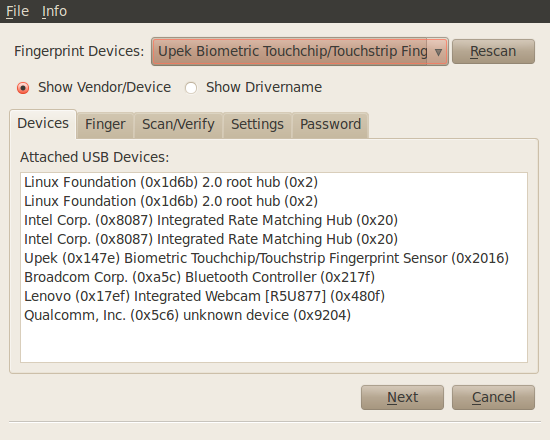 File Info
Fingerprint Devices: Upek Biometric Touchchip/Touchstrip Fing Rescan
Show Vendor/Device Show Drivername
Devices Finger Scan/Verify Settings Password
Attached USB Devices:
Linux Foundation (0x1d6b) 2.0 root hub (0x2)
Linux Foundation (0x1d6b) 2.0 root hub (0x2)
Intel Corp. (0x8087) Integrated Rate Matching Hub (0x20)
Intel Corp. (0x8087) Integrated Rate Matching Hub (0x20)
Upek (0x147e) Biometric Touchchip/Touchstrip Fingerprint Sensor (0x2016)
Broadcom Corp. (0xa5c) Bluetooth Controller (0x217f)
Lenovo (0x17ef) Integrated Webcam [R5U877] (0x480f)
Qualcomm, Inc. (0x5c6) unknown device (0x9204)
Next Cancel